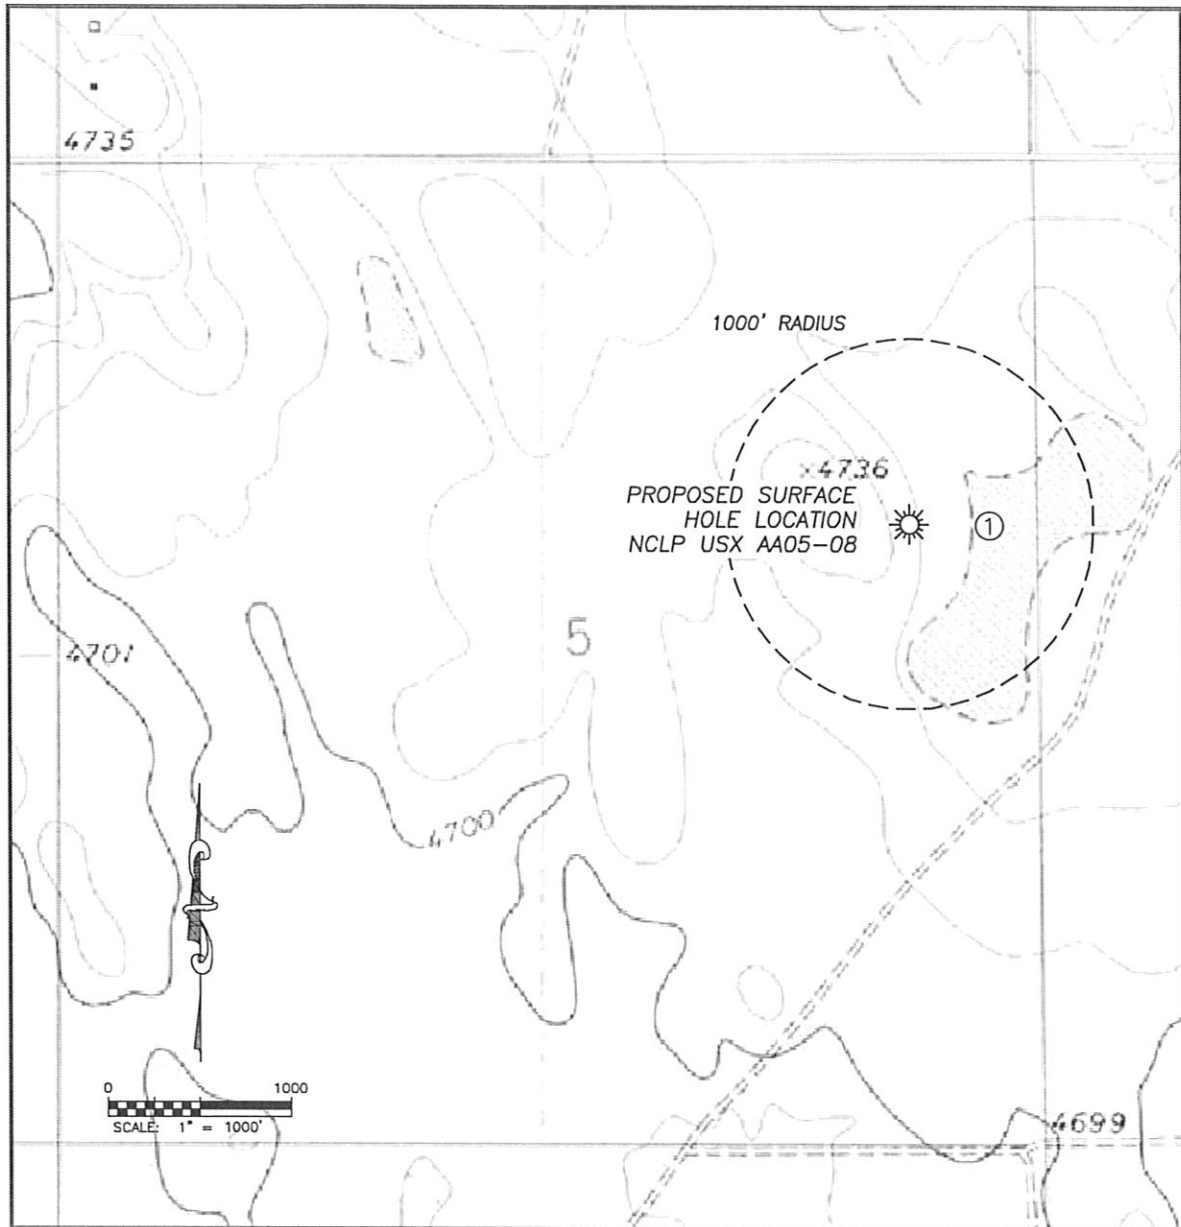 4735
1000' RADIUS
×4736
PROPOSED SURFACE
HOLE LOCATION
NCLP USX AA05-08
1
5
4701
4700
0 1000
SCALE: 1" = 1000'
4699